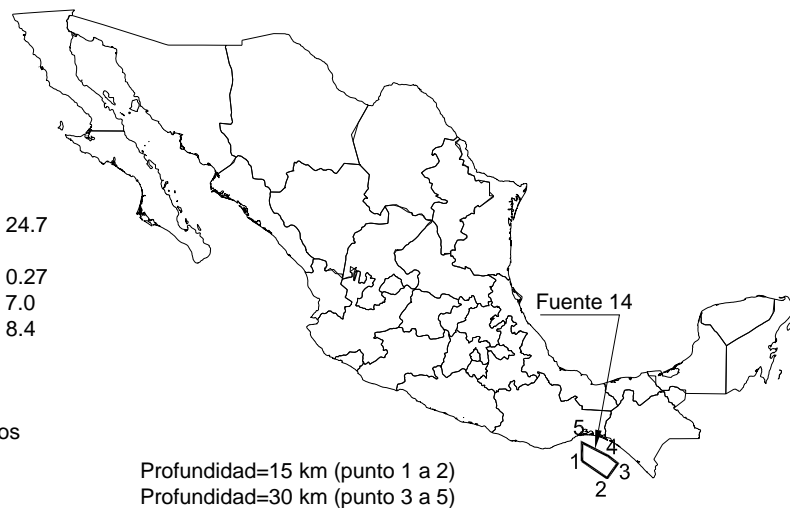 24.7
0.27
7.0
8.4
Fuente 14
os
5
4
1
3
2
Profundidad=15 km (punto 1 a 2)
Profundidad=30 km (punto 3 a 5)